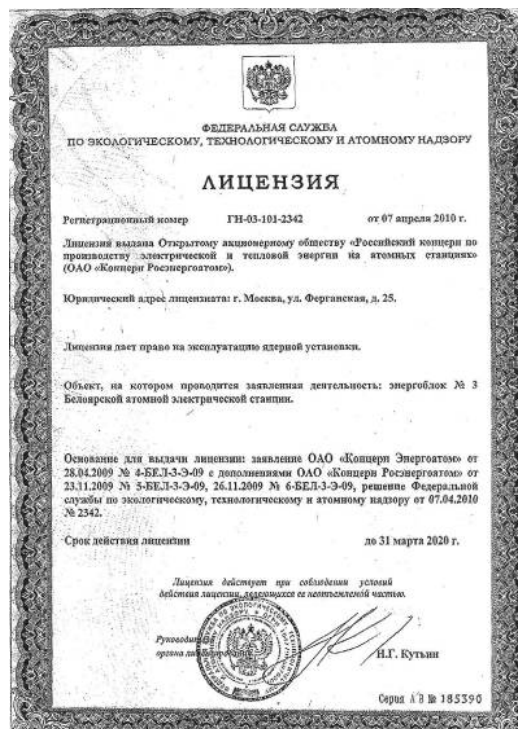 ФЕДЕРАЛЬНАЯ СЛУЖБА
ПО ЭКОЛОГИЧЕСКОМУ, ТЕХНОЛОГИЧЕСКОМУ И АТОМНОМУ НАДЗОРУ
ЛИЦЕНЗИЯ
Регистрационный номер ГН-03-101-2342 от 07 апреля 2010 г.
Лицензия выдана Открытому акционерному обществу «Российский концерн по
производству электрической и тепловой энергии на атомных станциях»
(ОАО «Концерн Росэнергоатом»).
Юридический адрес лицензиата: г. Москва, ул. Ферганская, д. 25.
Лицензия дает право на эксплуатацию ядерной установки.
Объект, на котором проводится заявленная деятельность: энергоблок № 3
Белоярской атомной электрической станции.
Основание для выдачи лицензии: заявление ОАО «Концерн Энергоатом» от
28.04.2009 № 4-БЕЛ-3-Э-09 с дополнениями ОАО «Концерн Росэнергоатом» от
23.11.2009 № 5-БЕЛ-3-Э-09, 26.11.2009 № 6-БЕЛ-3-Э-09, решение Федеральной
службы по экологическому, технологическому и атомному надзору от 07.04.2010
№ 2342.
Срок действия лицензии до 31 марта 2020 г.
Лицензия действует при соблюдении условий
действия лицензии, являющихся ее неотъемлемой частью.
органа Н.Г. Кутьин
Серия А В № 185390